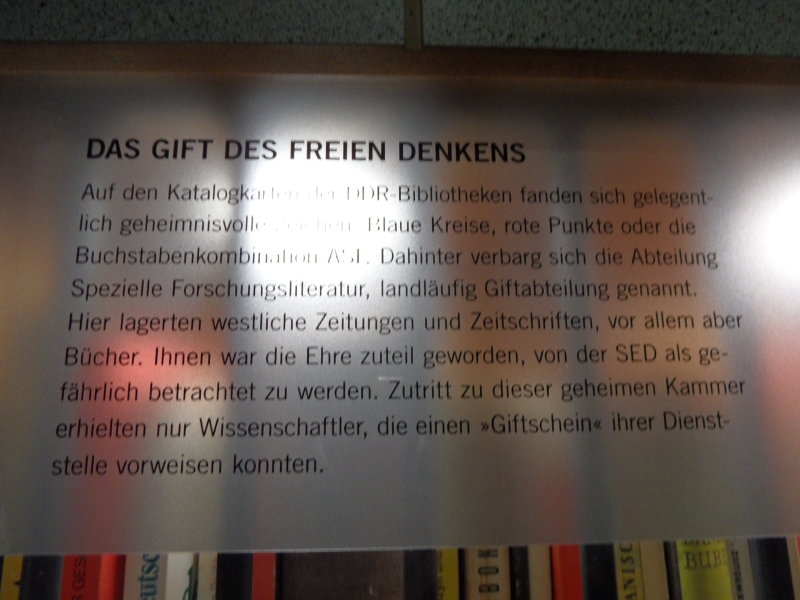 DAS GIFT DES FREIEN DENKENS
Auf den Katalogkarten der DDR-Bibliotheken fanden sich gelegent-
lich geheimnisvolle Zeichen: Blaue Kreise, rote Punkte oder die
Buchstabenkombination ASF. Dahinter verbarg sich die Abteilung
Spezielle Forschungsliteratur, landläufig Giftabteilung genannt.
Hier lagerten westliche Zeitungen und Zeitschriften, vor allem aber
Bücher. Ihnen war die Ehre zuteil geworden, von der SED als ge-
fährlich betrachtet zu werden. Zutritt zu dieser geheimen Kammer
erhielten nur Wissenschaftler, die einen »Giftschein« ihrer Dienst-
stelle vorweisen konnten.